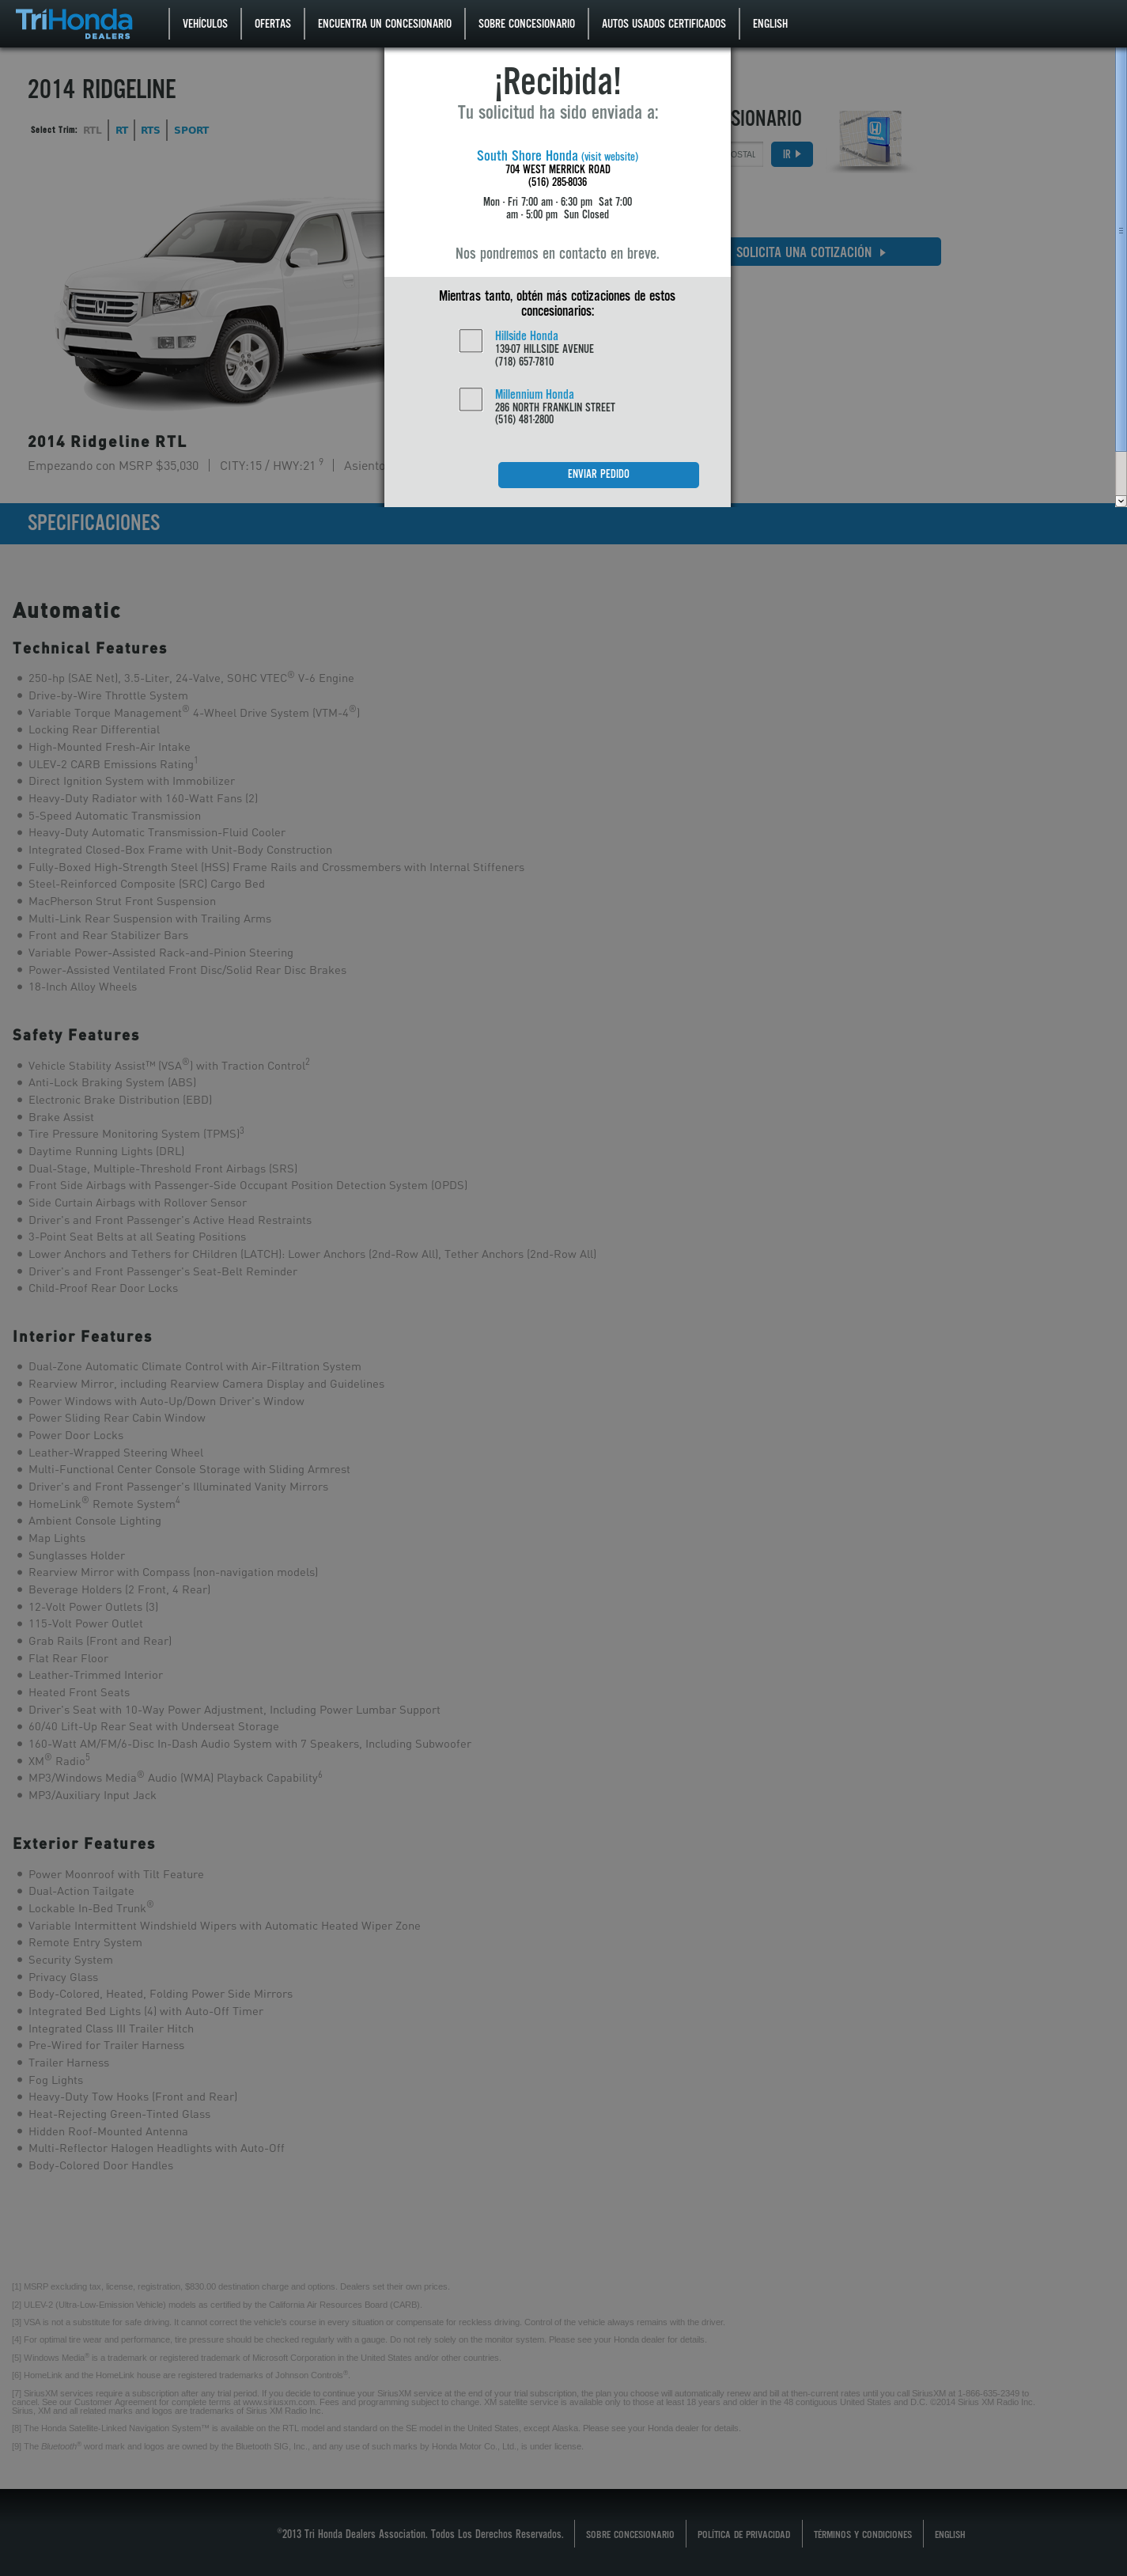 TriHonda
DEALERS
VEHÍCULOS
OFERTAS
ENCUENTRA UN CONCESIONARIO
SOBRE CONCESIONARIO
AUTOS USADOS CERTIFICADOS
ENGLISH
2014 RIDGELINE
Select Trim: RTL RT RTS SPORT
¡Recibida!
Tu solicitud ha sido enviada a:
South Shore Honda (visit website)
704 WEST MERRICK ROAD
(516) 285-8036
Mon - Fri 7:00 am - 6:30 pm Sat 7:00
am - 5:00 pm Sun Closed
Nos pondremos en contacto en breve.
Mientras tanto, obtén más cotizaciones de estos
concesionarios:
Hillside Honda
139-07 HILLSIDE AVENUE
(718) 657-7810
Millennium Honda
286 NORTH FRANKLIN STREET
(516) 481-2800
ENVIAR PEDIDO
IR
SOLICITA UNA COTIZACIÓN
2014 Ridgeline RTL
Empezando con MSRP $35,030 CITY:15 / HWY:21 9
SPECIFICACIONES
Automatic
Technical Features
250-hp (SAE Net), 3.5-Liter, 24-Valve, SOHC VTEC® V-6 Engine
Drive-by-Wire Throttle System
Variable Torque Management® 4-Wheel Drive System (VTM-4®)
Locking Rear Differential
High-Mounted Fresh-Air Intake
ULEV-2 CARB Emissions Rating1
Direct Ignition System with Immobilizer
Heavy-Duty Radiator with 160-Watt Fans (2)
5-Speed Automatic Transmission
Heavy-Duty Automatic Transmission-Fluid Cooler
Integrated Closed-Box Frame with Unit-Body Construction
Fully-Boxed High-Strength Steel (HSS) Frame Rails and Crossmembers with Internal Stiffeners
Steel-Reinforced Composite (SRC) Cargo Bed
MacPherson Strut Front Suspension
Multi-Link Rear Suspension with Trailing Arms
Front and Rear Stabilizer Bars
Variable Power-Assisted Rack-and-Pinion Steering
Power-Assisted Ventilated Front Disc/Solid Rear Disc Brakes
18-Inch Alloy Wheels
Safety Features
Vehicle Stability Assist™ (VSA®) with Traction Control2
Anti-Lock Braking System (ABS)
Electronic Brake Distribution (EBD)
Brake Assist
Tire Pressure Monitoring System (TPMS)3
Daytime Running Lights (DRL)
Dual-Stage, Multiple-Threshold Front Airbags (SRS)
Front Side Airbags with Passenger-Side Occupant Position Detection System (OPDS)
Side Curtain Airbags with Rollover Sensor
Driver's and Front Passenger's Active Head Restraints
3-Point Seat Belts at all Seating Positions
Lower Anchors and Tethers for CHildren (LATCH): Lower Anchors (2nd-Row All), Tether Anchors (2nd-Row All)
Driver's and Front Passenger's Seat-Belt Reminder
Child-Proof Rear Door Locks
Interior Features
Dual-Zone Automatic Climate Control with Air-Filtration System
Rearview Mirror, including Rearview Camera Display and Guidelines
Power Windows with Auto-Up/Down Driver's Window
Power Sliding Rear Cabin Window
Power Door Locks
Leather-Wrapped Steering Wheel
Multi-Functional Center Console Storage with Sliding Armrest
Driver's and Front Passenger's Illuminated Vanity Mirrors
HomeLink® Remote System4
Ambient Console Lighting
Map Lights
Sunglasses Holder
Rearview Mirror with Compass (non-navigation models)
Beverage Holders (2 Front, 4 Rear)
12-Volt Power Outlets (3)
115-Volt Power Outlet
Grab Rails (Front and Rear)
Flat Rear Floor
Leather-Trimmed Interior
Heated Front Seats
Driver's Seat with 10-Way Power Adjustment, Including Power Lumbar Support
60/40 Lift-Up Rear Seat with Underseat Storage
160-Watt AM/FM/6-Disc In-Dash Audio System with 7 Speakers, Including Subwoofer
XM® Radio5
MP3/Windows Media® Audio (WMA) Playback Capability6
MP3/Auxiliary Input Jack
Exterior Features
Power Moonroof with Tilt Feature
Dual-Action Tailgate
Lockable In-Bed Trunk®
Variable Intermittent Windshield Wipers with Automatic Heated Wiper Zone
Remote Entry System
Security System
Privacy Glass
Body-Colored, Heated, Folding Power Side Mirrors
Integrated Bed Lights (4) with Auto-Off Timer
Integrated Class III Trailer Hitch
Pre-Wired for Trailer Harness
Trailer Harness
Fog Lights
Heavy-Duty Tow Hooks (Front and Rear)
Heat-Rejecting Green-Tinted Glass
Hidden Roof-Mounted Antenna
Multi-Reflector Halogen Headlights with Auto-Off
Body-Colored Door Handles
[1] MSRP excluding tax, license, registration, $830.00 destination charge and options. Dealers set their own prices.
[2] ULEV-2 (Ultra-Low-Emission Vehicle) models as certified by the California Air Resources Board (CARB).
[3] VSA is not a substitute for safe driving. It cannot correct the vehicle's course in every situation or compensate for reckless driving. Control of the vehicle always remains with the driver.
[4] For optimal tire wear and performance, tire pressure should be checked regularly with a gauge. Do not rely solely on the monitor system. Please see your Honda dealer for details.
[5] Windows Media® is a trademark or registered trademark of Microsoft Corporation in the United States and/or other countries.
[6] HomeLink and the HomeLink house are registered trademarks of Johnson Controls®.
[7] SiriusXM services require a subscription after any trial period. If you decide to continue your SiriusXM service at the end of your trial subscription, the plan you choose will automatically renew and bill at then-current rates until you call SiriusXM at 1-866-635-2349 to
cancel. See our Customer Agreement for complete terms at www.siriusxm.com. Fees and programming subject to change. XM satellite service is available only to those at least 18 years and older in the 48 contiguous United States and D.C. ©2014 Sirius XM Radio Inc.
Sirius, XM and all related marks and logos are trademarks of Sirius XM Radio Inc.
[8] The Honda Satellite-Linked Navigation System™ is available on the RTL model and standard on the SE model in the United States, except Alaska. Please see your Honda dealer for details.
[9] The Bluetooth® word mark and logos are owned by the Bluetooth SIG, Inc., and any use of such marks by Honda Motor Co., Ltd., is under license.
©2013 Tri Honda Dealers Association. Todos Los Derechos Reservados.
SOBRE CONCESIONARIO
POLÍTICA DE PRIVACIDAD
TÉRMINOS Y CONDICIONES
ENGLISH